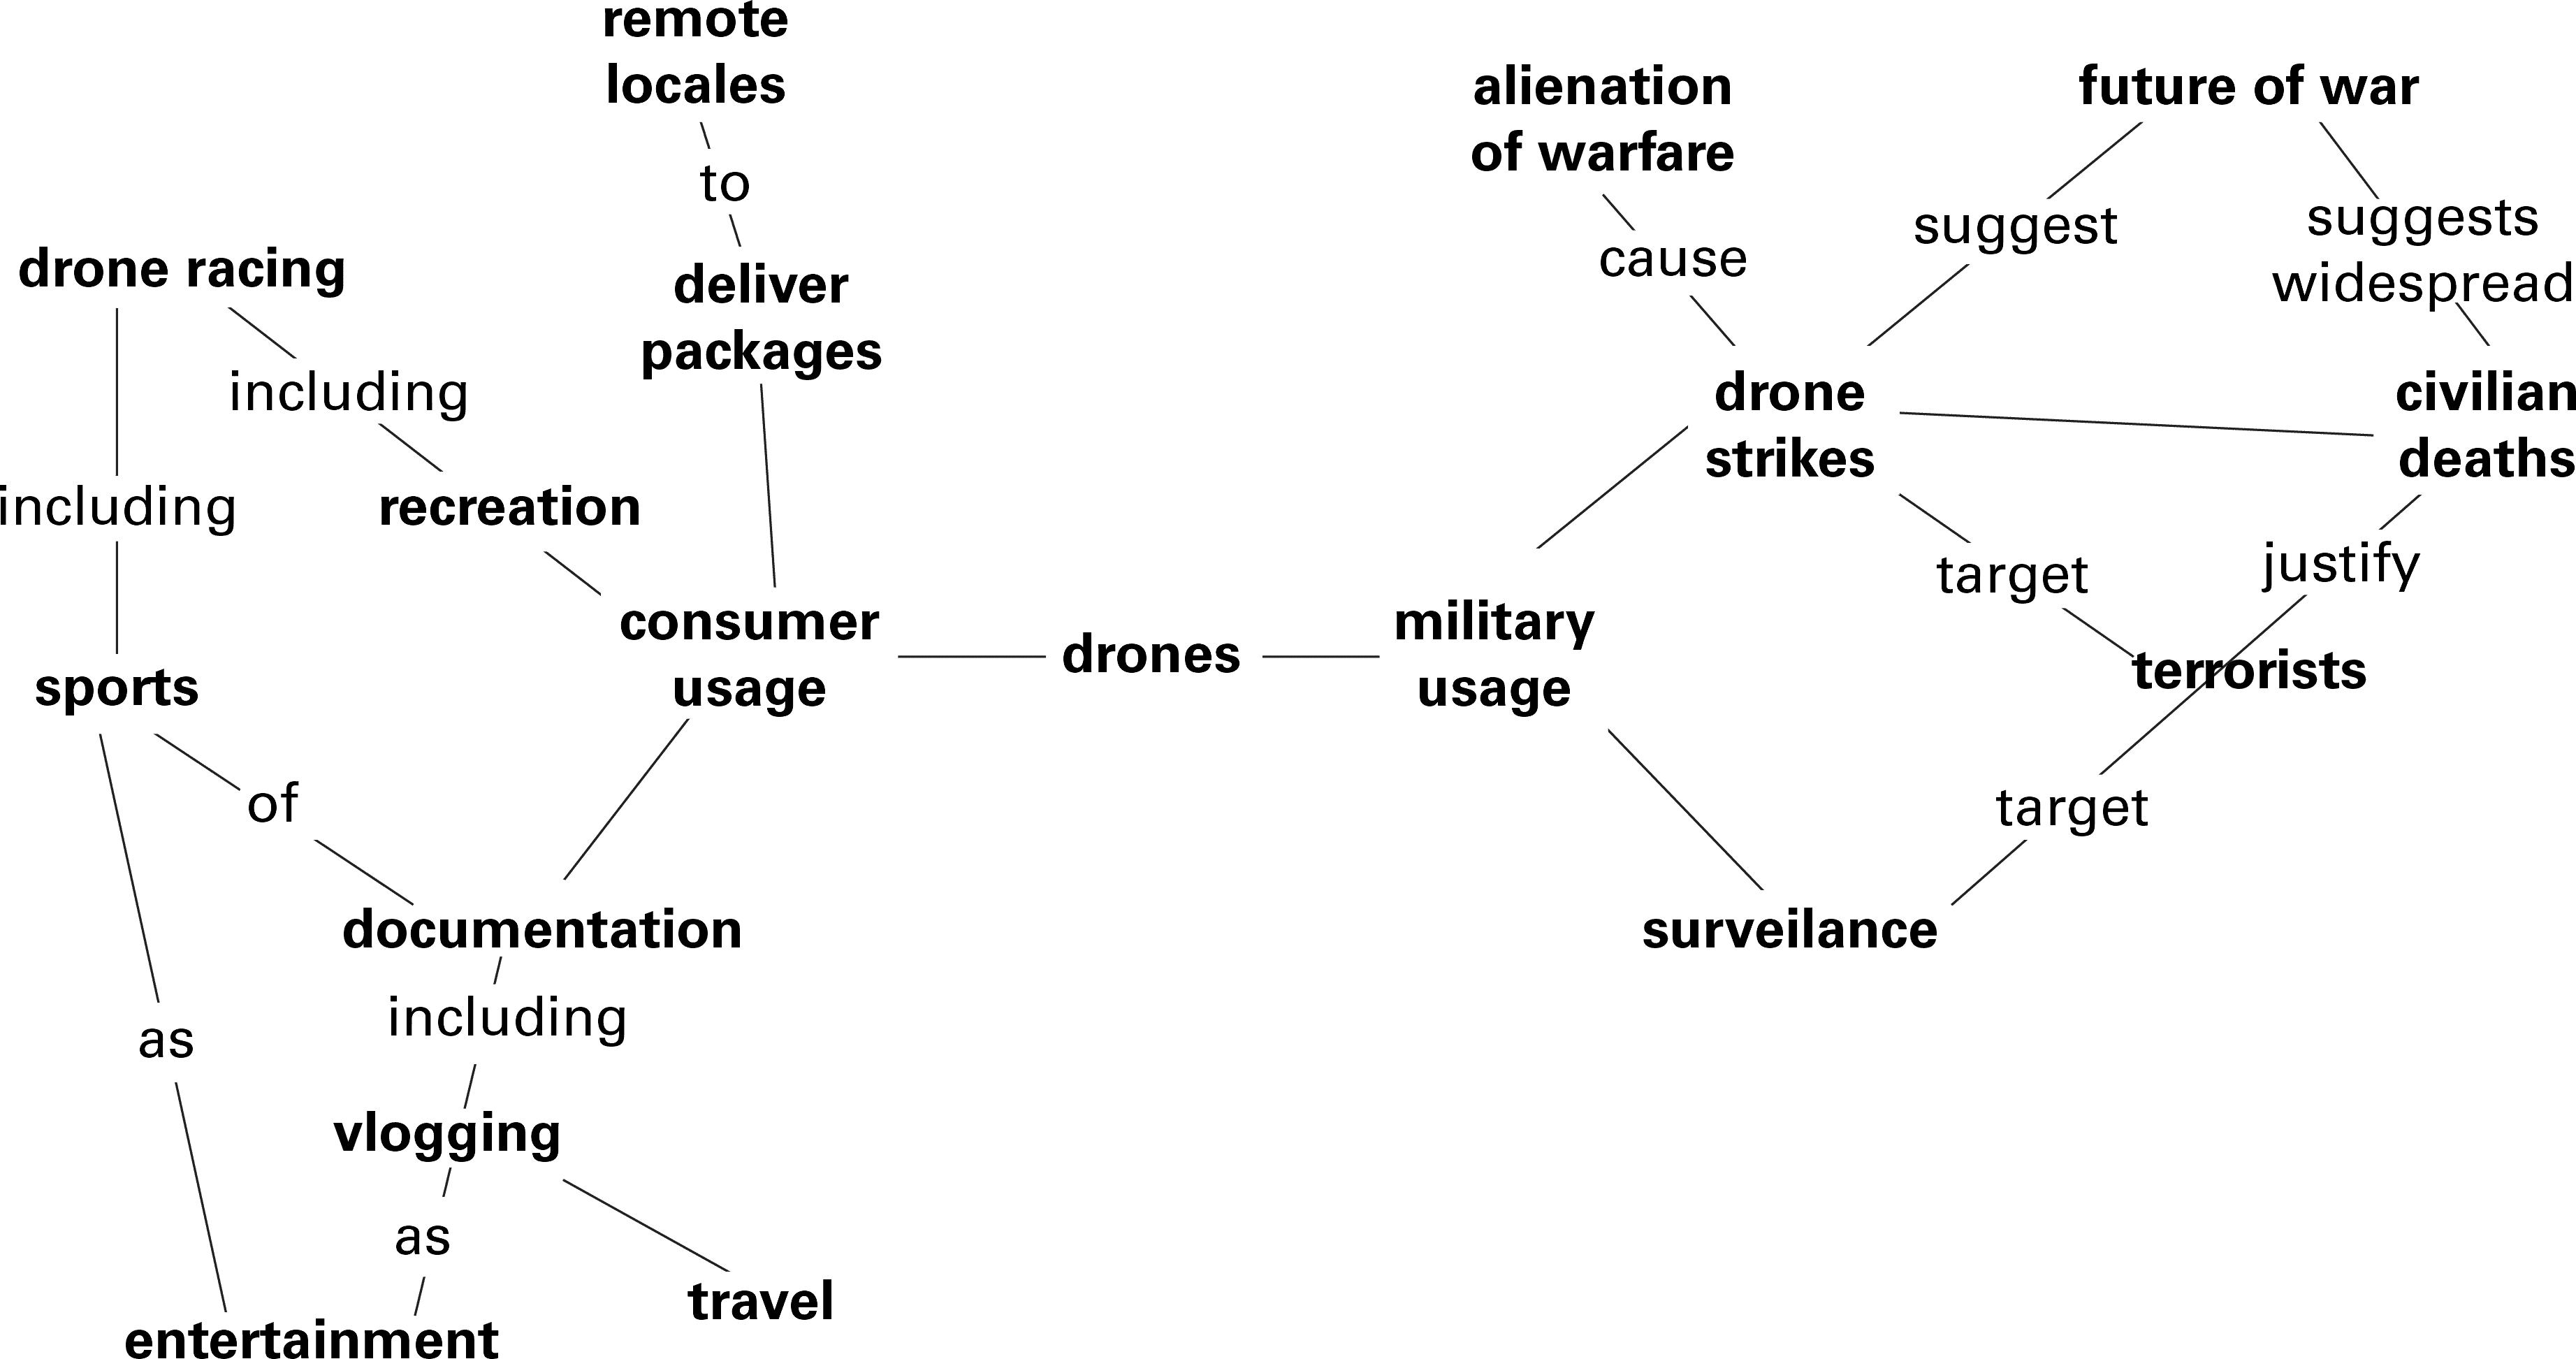 remote
locales
to
deliver
packages
drone racing
including
including
recreation
sports
consumer
usage
of
documentation
including
as
vlogging
as
travel
entertainment
drones
military
usage
alienation
of warfare
cause
future of war
suggest
suggests
widespread
drone
strikes
civilian
deaths
target
justify
terrorists
target
surveilance